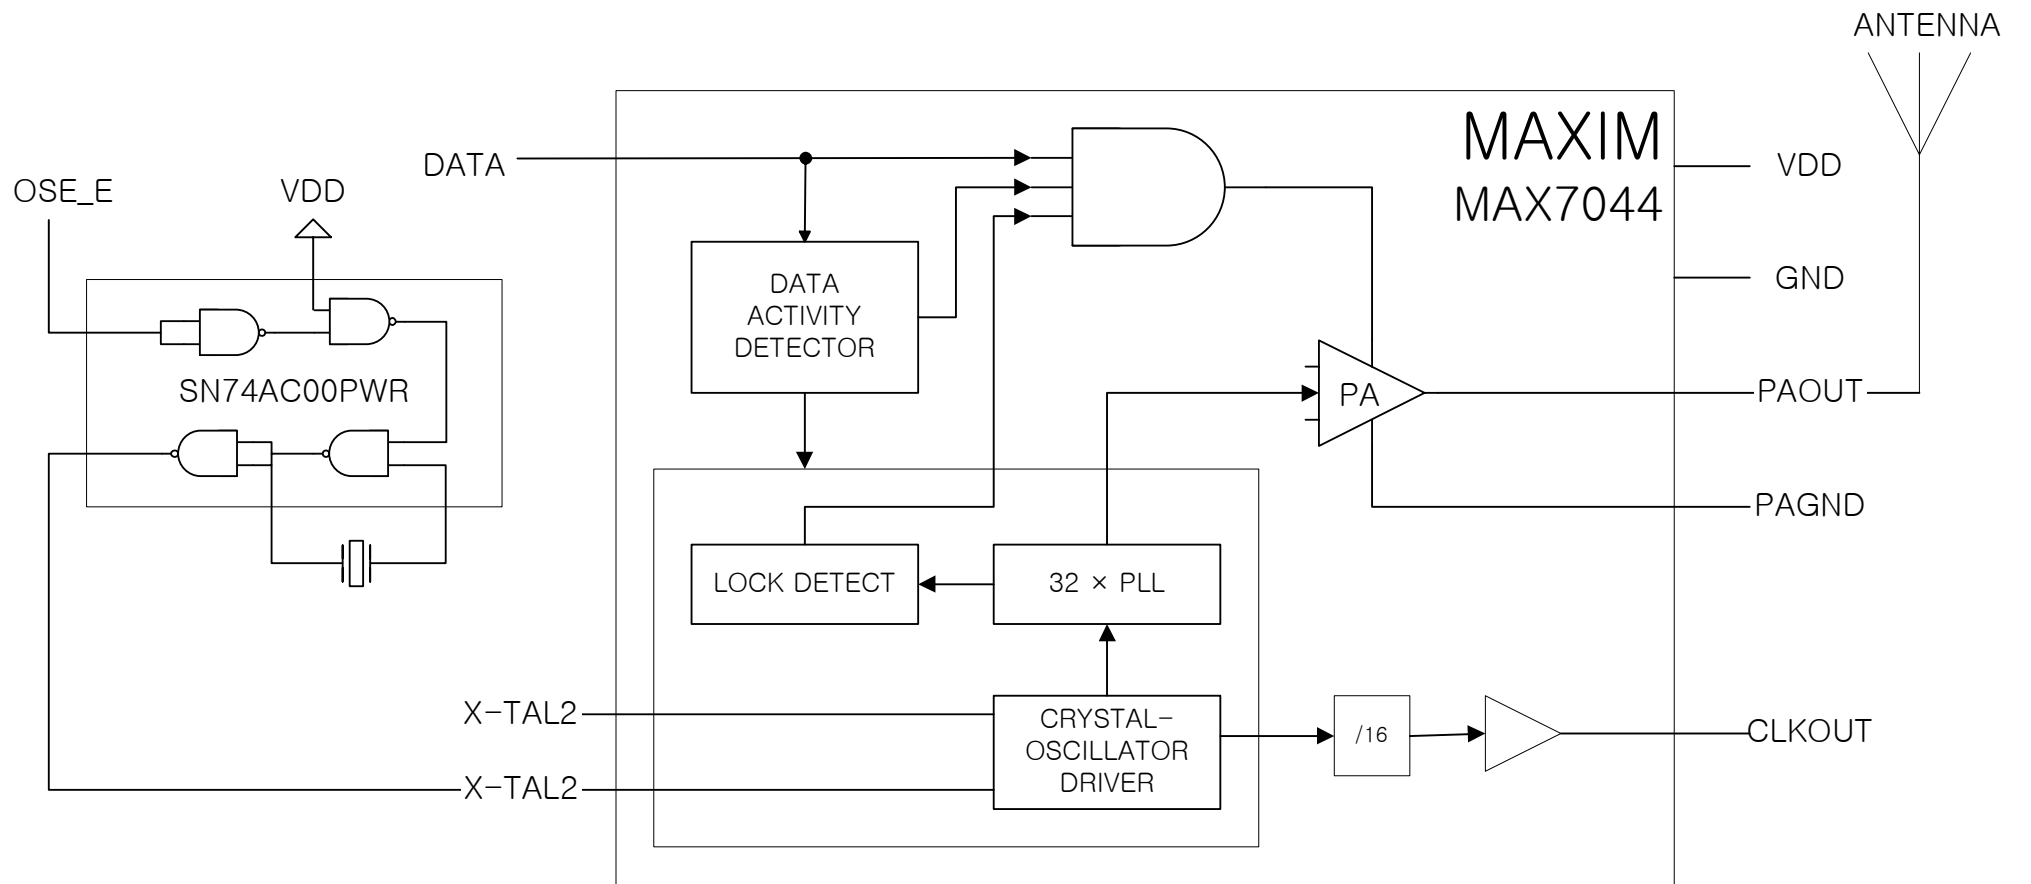 ANTENNA
MAXIM
MAX7044
DATA
VDD
OSE_E
VDD
GND
DATA
ACTIVITY
DETECTOR
SN74AC00PWR
PA
PAOUT
PAGND
LOCK DETECT
32 × PLL
X-TAL2
CRYSTAL-
OSCILLATOR
DRIVER
/16
CLKOUT
X-TAL2